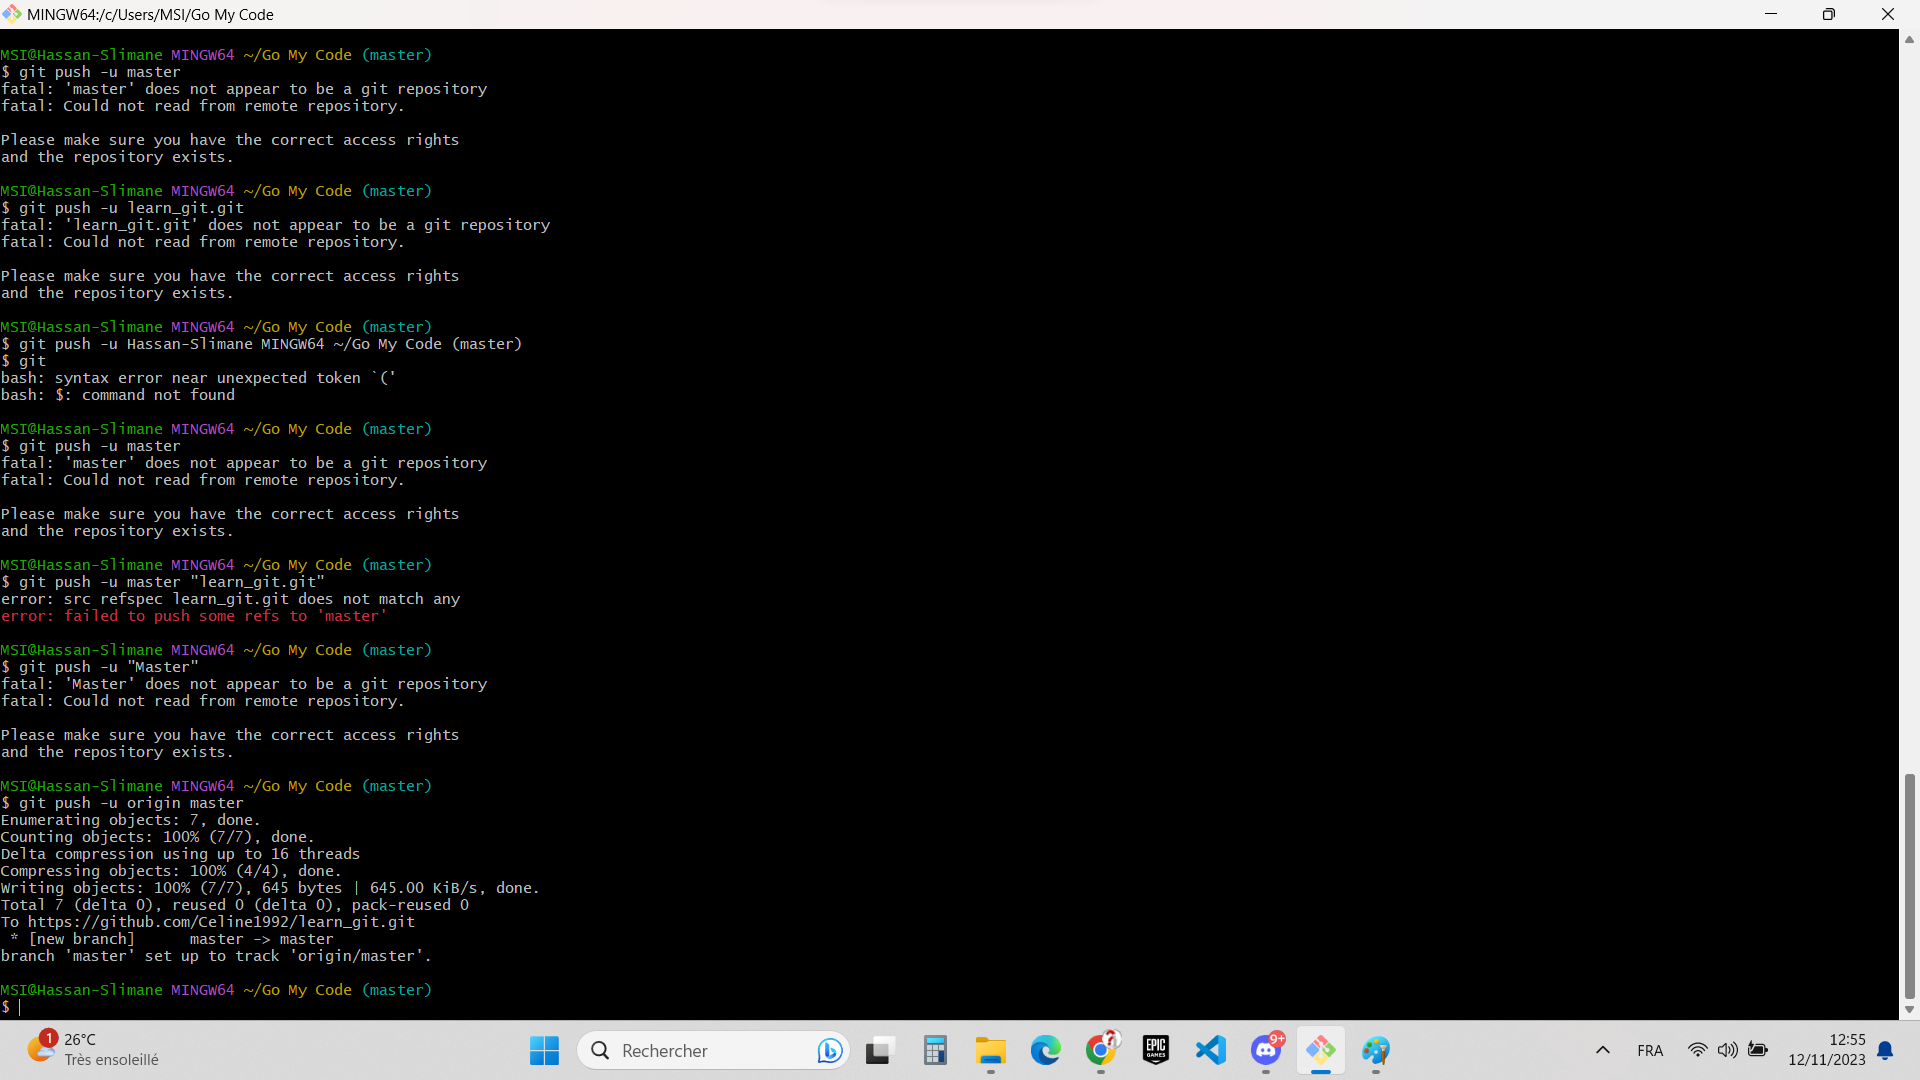 MINGW64:/c/Users/MSI/Go My Code
MSI@Hassan-Slimane MINGW64 ~/Go My Code (master)
$ git push -u master
fatal: 'master' does not appear to be a git repository
fatal: Could not read from remote repository.
Please make sure you have the correct access rights
and the repository exists.
MSI@Hassan-Slimane MINGW64 ~/Go My Code (master)
$ git push -u learn_git.git
fatal: 'learn_git.git' does not appear to be a git repository
fatal: Could not read from remote repository.
Please make sure you have the correct access rights
and the repository exists.
MSI@Hassan-Slimane MINGW64 ~/Go My Code (master)
$ git push -u Hassan-Slimane MINGW64 ~/Go My Code (master)
$ git
bash: syntax error near unexpected token `('
bash: $: command not found
MSI@Hassan-Slimane MINGW64 ~/Go My Code (master)
$ git push -u master
fatal: 'master' does not appear to be a git repository
fatal: Could not read from remote repository.
Please make sure you have the correct access rights
and the repository exists.
MSI@Hassan-Slimane MINGW64 ~/Go My Code (master)
$ git push -u master "learn_git.git"
error: src refspec learn_git.git does not match any
error: failed to push some refs to 'master'
MSI@Hassan-Slimane MINGW64 ~/Go My Code (master)
$ git push -u "Master"
fatal: 'Master' does not appear to be a git repository
fatal: Could not read from remote repository.
Please make sure you have the correct access rights
and the repository exists.
MSI@Hassan-Slimane MINGW64 ~/Go My Code (master)
$ git push -u origin master
Enumerating objects: 7, done.
Counting objects: 100% (7/7), done.
Delta compression using up to 16 threads
Compressing objects: 100% (4/4), done.
Writing objects: 100% (7/7), 645 bytes | 645.00 KiB/s, done.
Total 7 (delta 0), reused 0 (delta 0), pack-reused 0
To https://github.com/Celine1992/learn_git.git
 * [new branch]      master -> master
branch 'master' set up to track 'origin/master'.
MSI@Hassan-Slimane MINGW64 ~/Go My Code (master)
$
1
26°C
Très ensoleillé
Rechercher
EPIC GAMES
9+
FRA
12:55
12/11/2023